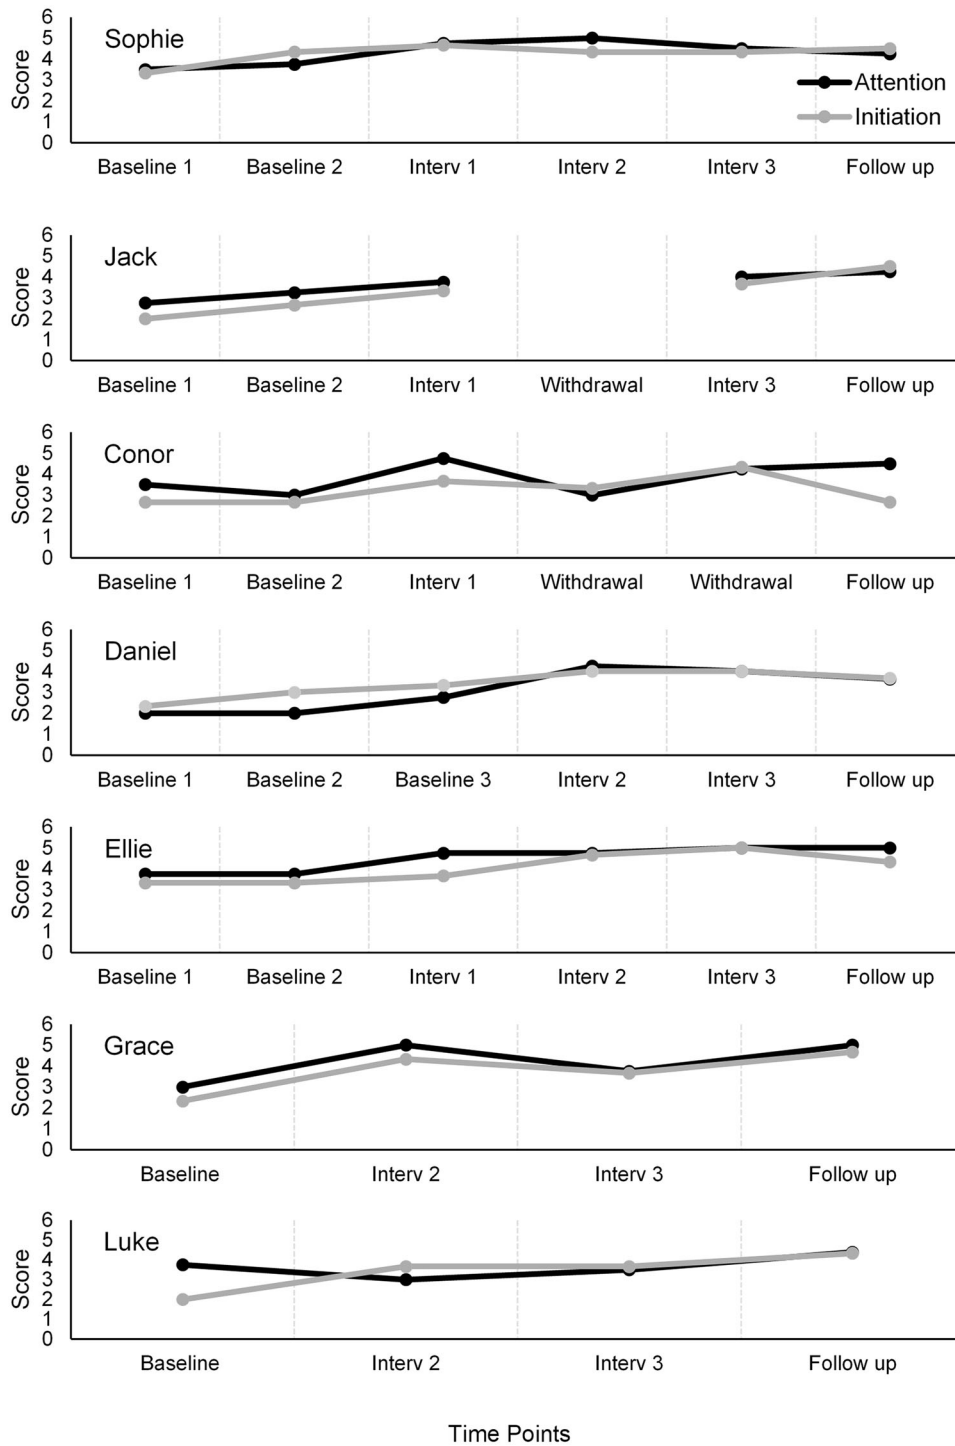 6
5
4
3
2
1
0
Score
Sophie
Attention
Initiation
Baseline 1 Baseline 2 Interv 1 Interv 2 Interv 3 Follow up
6
5
4
3
2
1
0
Score
Jack
Baseline 1 Baseline 2 Interv 1 Withdrawal Interv 3 Follow up
6
5
4
3
2
1
0
Score
Conor
Baseline 1 Baseline 2 Interv 1 Withdrawal Withdrawal Follow up
6
5
4
3
2
1
0
Score
Daniel
Baseline 1 Baseline 2 Baseline 3 Interv 2 Interv 3 Follow up
6
5
4
3
2
1
0
Score
Ellie
Baseline 1 Baseline 2 Interv 1 Interv 2 Interv 3 Follow up
6
5
4
3
2
1
0
Score
Grace
Baseline Interv 2 Interv 3 Follow up
6
5
4
3
2
1
0
Score
Luke
Baseline Interv 2 Interv 3 Follow up
Time Points